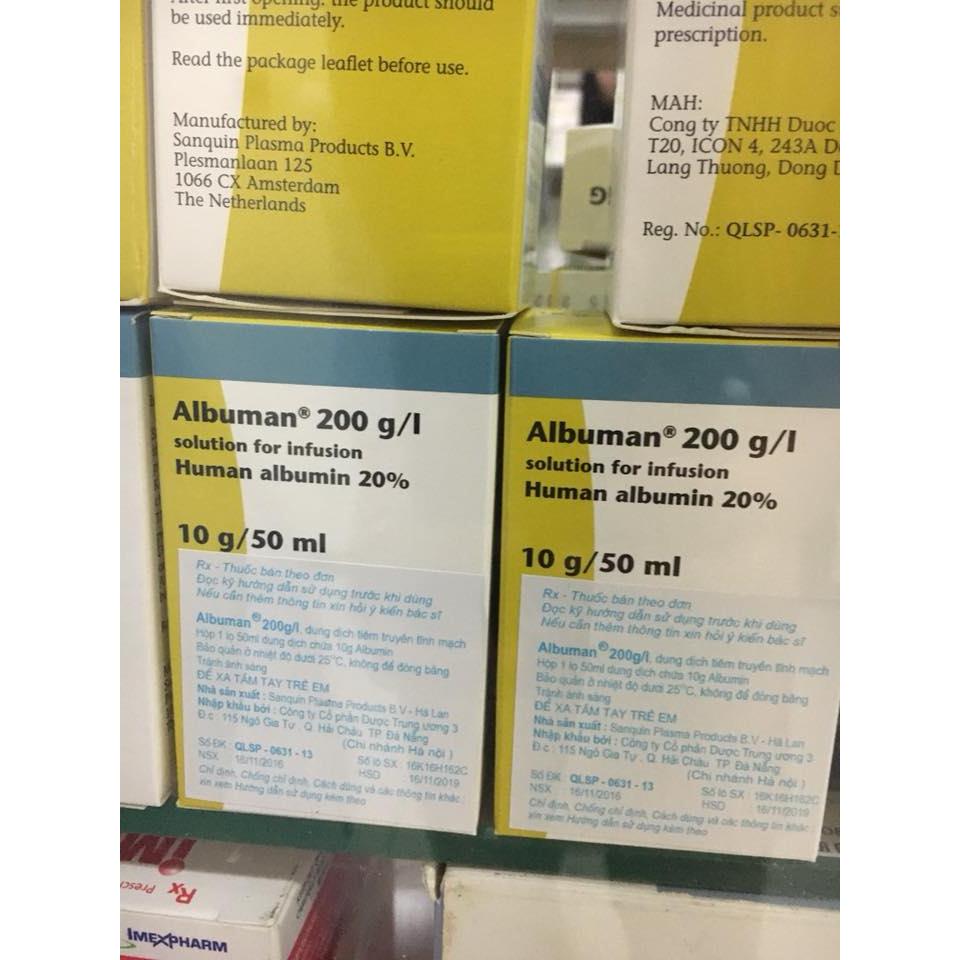 be used immediately.
Read the package leaflet before use.
Manufactured by:
Sanquin Plasma Products B.V.
Plesmanlaan 125
1066 CX Amsterdam
The Netherlands
Medicinal product
prescription.
MAH:
Cong ty TNHH Duoc
T20, ICON 4, 243A
Lang Thuong, Dong
Reg. No.: QLSP- 0631-
Albuman® 200 g/l
solution for infusion
Human albumin 20%
10 g/50 ml
Rx - Thuốc bán theo đơn
Đọc kỹ hướng dẫn sử dụng trước khi dùng
Nếu cần thêm thông tin xin hỏi ý kiến bác sĩ
Albuman®200g/l, dung dịch tiêm truyền tĩnh mạch
Hộp 1 lọ 50ml dung dịch chứa 10g Albumin
Bảo quản ở nhiệt độ dưới 25°C, không để đóng băng
Tránh ánh sáng
ĐỂ XA TẦM TAY TRẺ EM
Nhà sản xuất : Sanquin Plasma Products B.V - Hà Lan
Nhập khẩu bởi : Công ty Cổ phần Dược Trung ương 3
Đ.c : 115 Ngô Gia Tự . Q. Hải Châu TP. Đà Nẵng
(Chi nhánh Hà nội )
Số ĐK : QLSP - 0631 - 13 Số lô SX : 16K16H162C
NSX : 16/11/2016 HSD : 16/11/2019
Chỉ định, Chống chỉ định, Cách dùng và các thông tin khác :
xin xem Hướng dẫn sử dụng kèm theo
Albuman® 200 g/l
solution for infusion
Human albumin 20%
10 g/50 ml
Rx - Thuốc bán theo đơn
Đọc kỹ hướng dẫn sử dụng trước khi dùng
Nếu cần thêm thông tin xin hỏi ý kiến bác sĩ
Albuman®200g/l, dung dịch tiêm truyền tĩnh mạch
Hộp 1 lọ 50ml dung dịch chứa 10g Albumin
Bảo quản ở nhiệt độ dưới 25°C, không để đóng băng
Tránh ánh sáng
ĐỂ XA TẦM TAY TRẺ EM
Nhà sản xuất : Sanquin Plasma Products B.V - Hà Lan
Nhập khẩu bởi : Công ty Cổ phần Dược Trung ương 3
Đ.c : 115 Ngô Gia Tự . Q. Hải Châu TP. Đà Nẵng
(Chi nhánh Hà nội )
Số ĐK : QLSP - 0631 - 13 Số lô SX : 16K16H162C
NSX : 16/11/2016 HSD : 16/11/2019
Chỉ định, Chống chỉ định, Cách dùng và các thông tin khác :
xin xem Hướng dẫn sử dụng kèm theo
Rx
IMEXPHARM